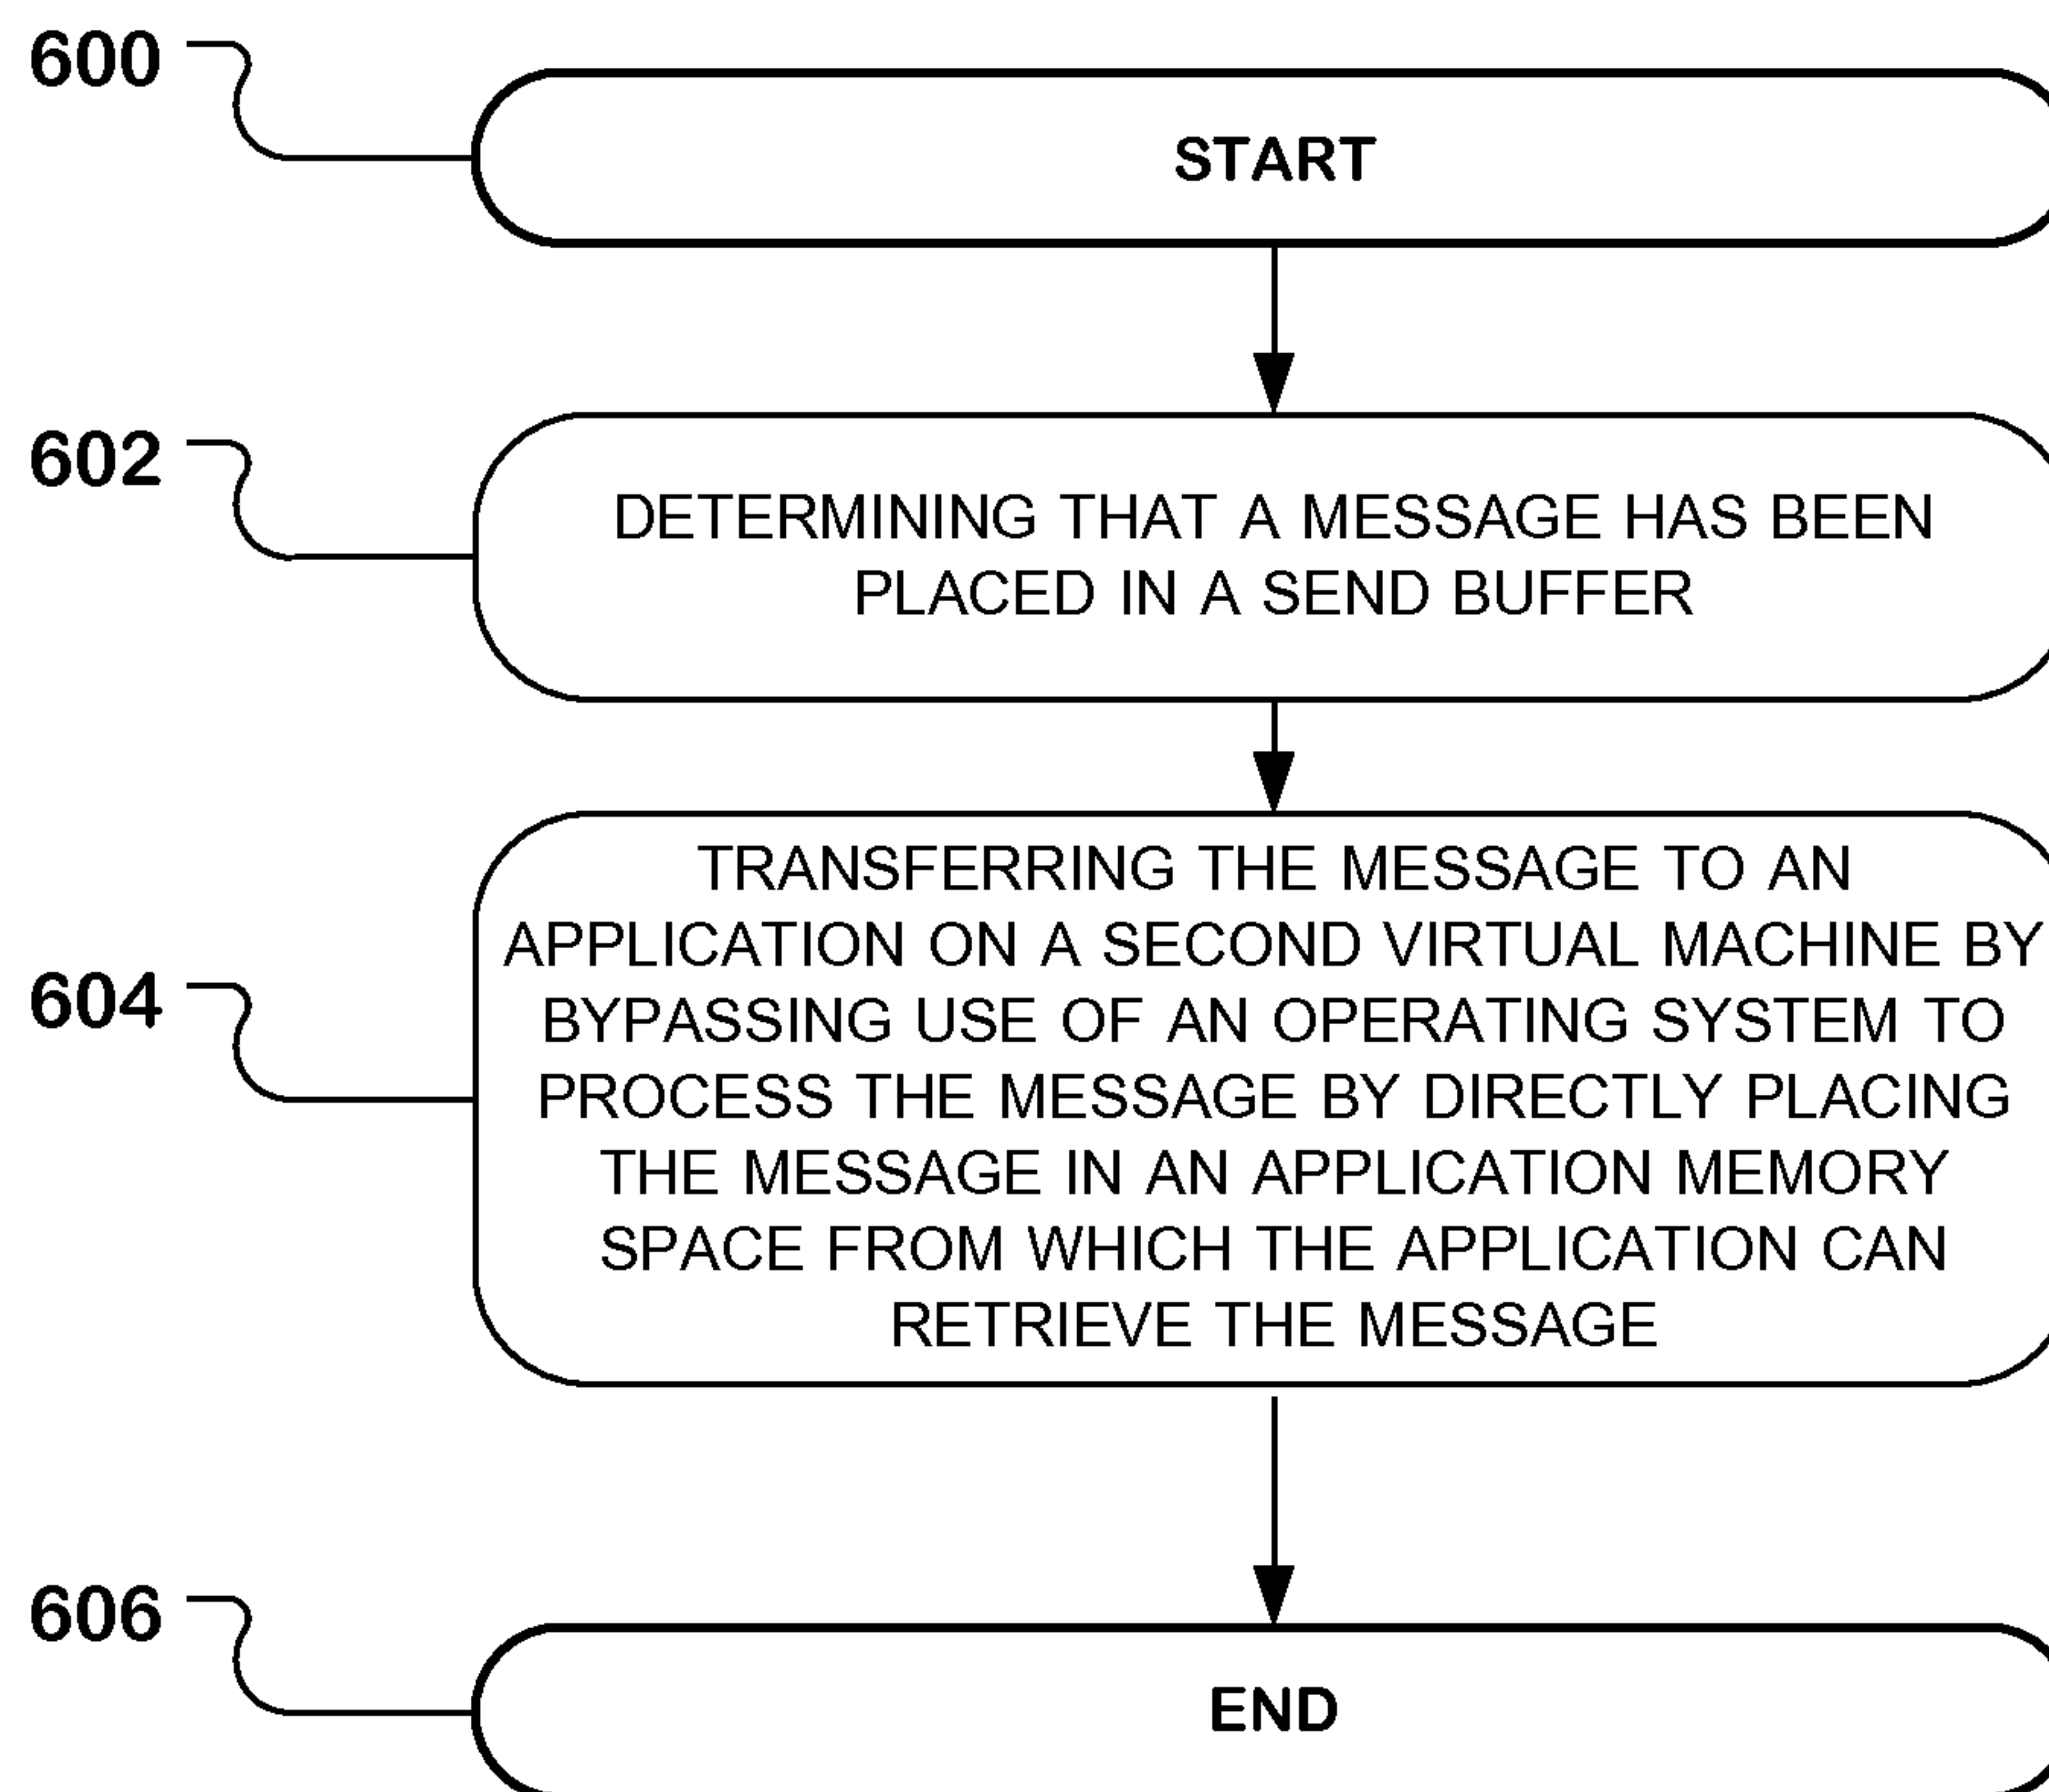 600
START
602
DETERMINING THAT A MESSAGE HAS BEEN
PLACED IN A SEND BUFFER
604
TRANSFERRING THE MESSAGE TO AN
APPLICATION ON A SECOND VIRTUAL MACHINE BY
BYPASSING USE OF AN OPERATING SYSTEM TO
PROCESS THE MESSAGE BY DIRECTLY PLACING
THE MESSAGE IN AN APPLICATION MEMORY
SPACE FROM WHICH THE APPLICATION CAN
RETRIEVE THE MESSAGE
606
END